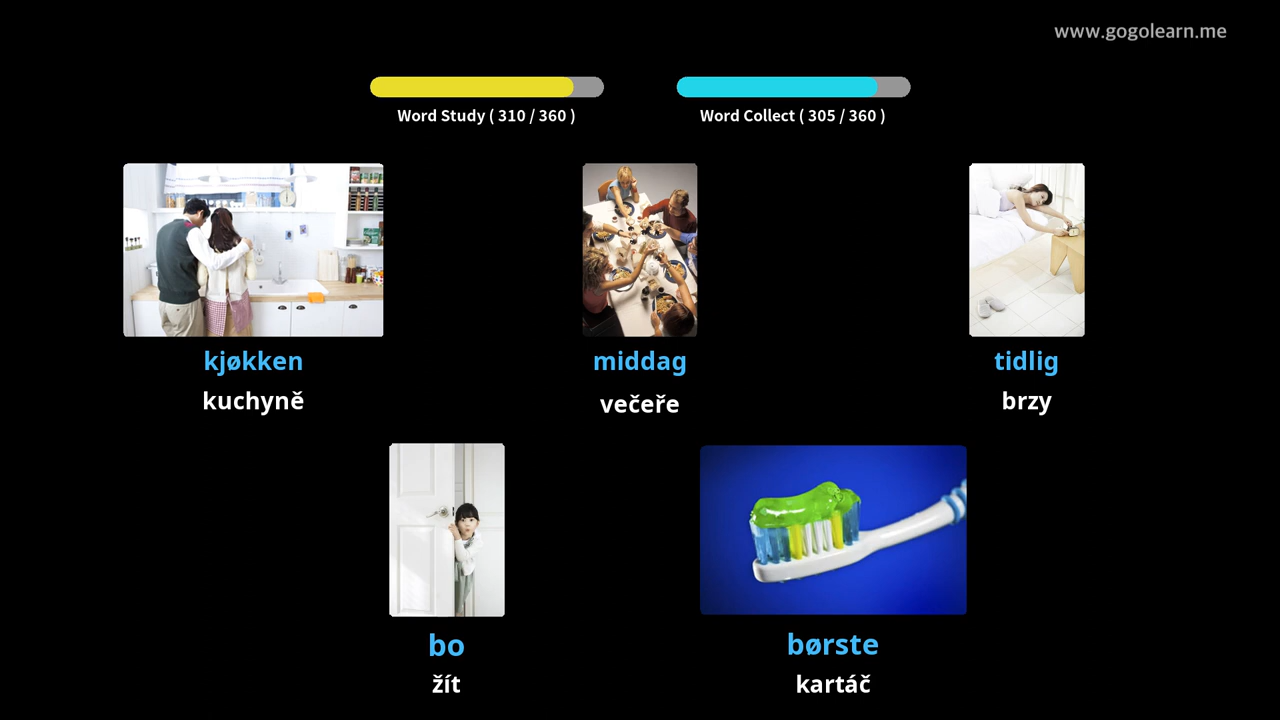 www.gogolearn.me
Word Study ( 310 / 360 )
Word Collect ( 305 / 360 )
kjøkken
kuchyně
middag
večeře
tidlig
brzy
bo
žít
børste
kartáč